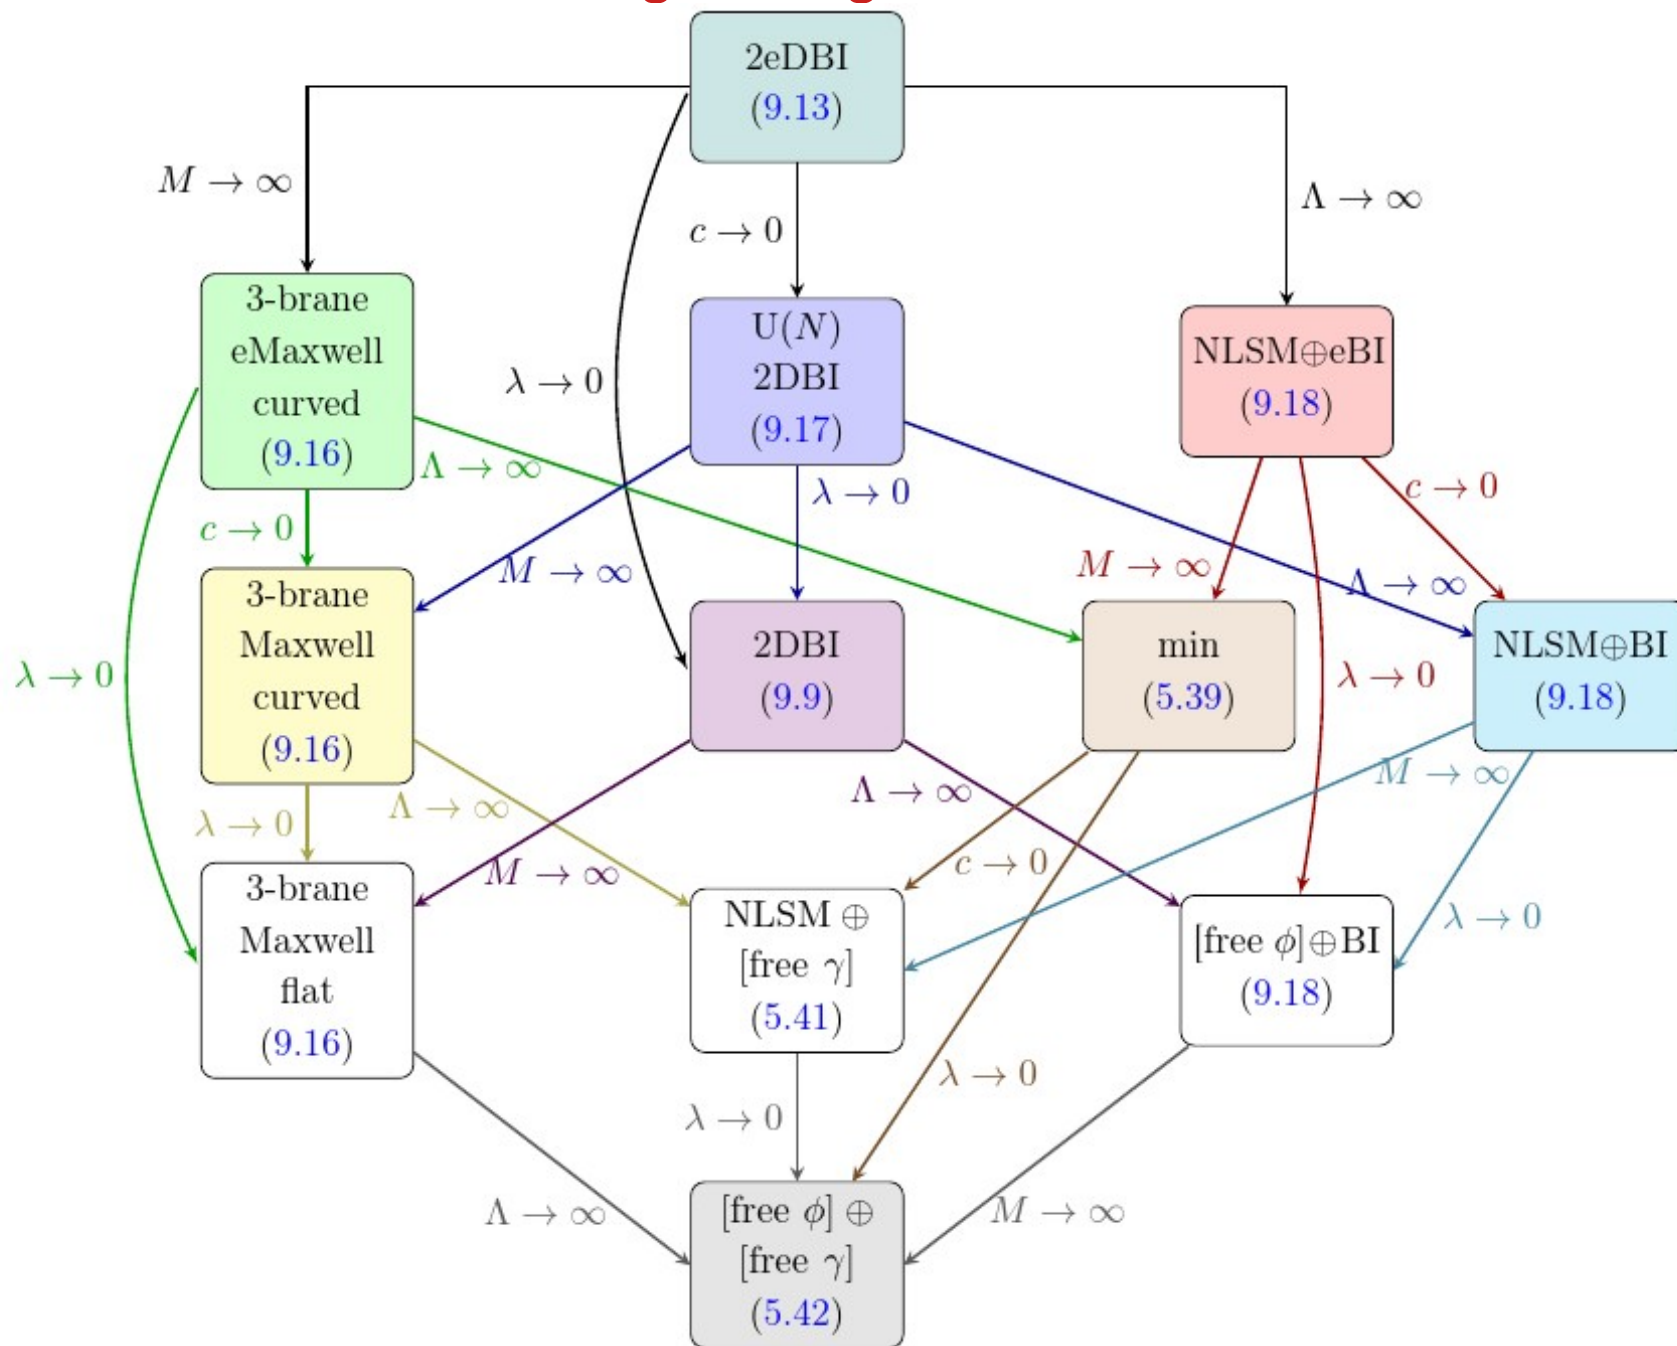 2eDBI
(9.13)
M → ∞
c → 0
Λ → ∞
3-brane
eMaxwell
curved
(9.16)
λ → 0
U(N)
2DBI
(9.17)
NLSM⊕eBI
(9.18)
Λ → ∞
c → 0
λ → 0
c → 0
M → ∞
M → ∞
Λ → ∞
3-brane
Maxwell
curved
(9.16)
λ → 0
2DBI
(9.9)
min
(5.39)
λ → 0
NLSM⊕BI
(9.18)
λ → 0
Λ → ∞
M → ∞
Λ → ∞
c → 0
M → ∞
λ → 0
3-brane
Maxwell
flat
(9.16)
NLSM ⊕
[free γ]
(5.41)
[free ϕ]⊕BI
(9.18)
λ → 0
λ → 0
Λ → ∞
M → ∞
[free ϕ] ⊕
[free γ]
(5.42)